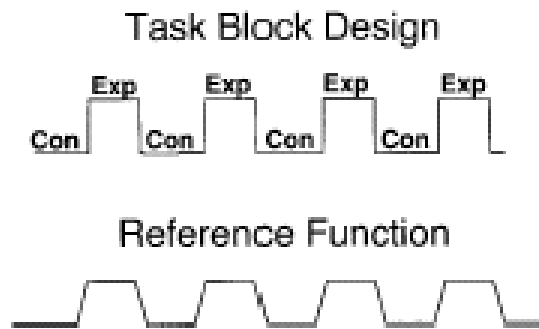 Task Block Design
Exp Exp Exp Exp
Con Con Con Con
Reference Function